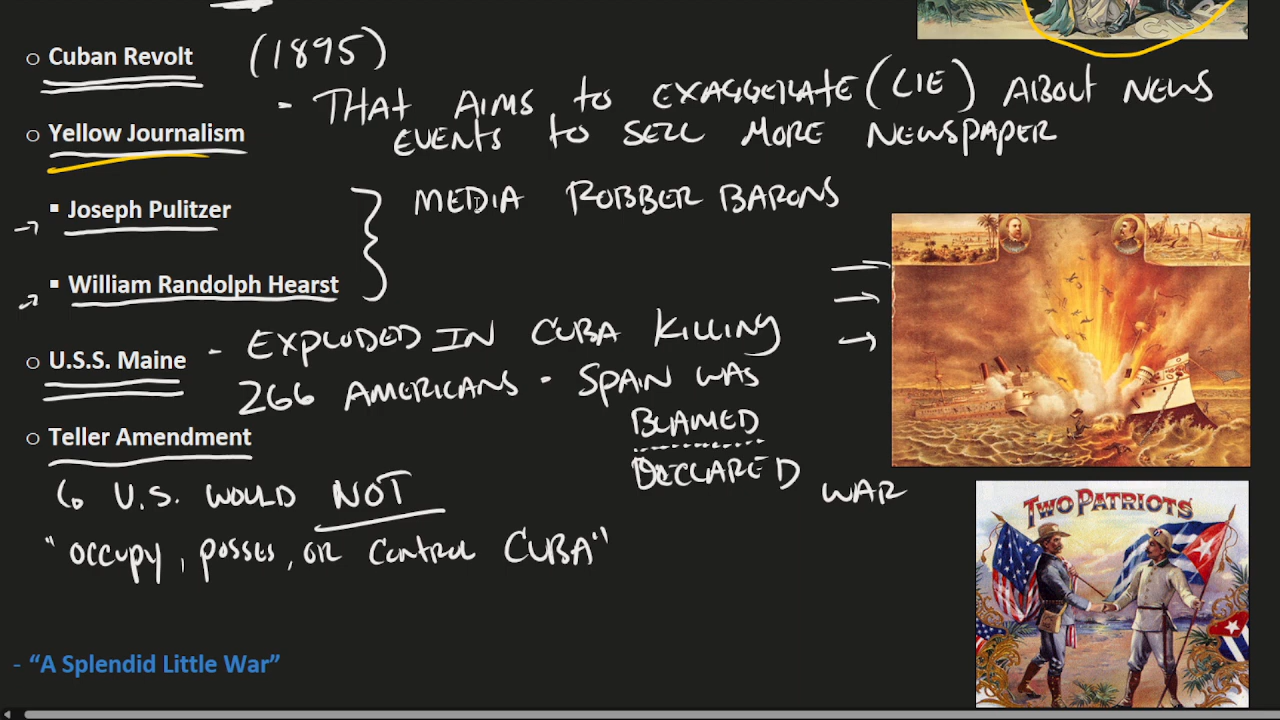 Cuban Revolt (1895)
- THAT AIMS to EXAGGERATE (LIE) ABOUT NEWS
EVENTS to SELL MORE NEWSPAPER
Yellow Journalism
Joseph Pulitzer
MEDIA ROBBER BARONS
William Randolph Hearst
U.S.S. Maine - EXPLODED IN CUBA KILLING
266 AMERICANS - SPAIN WAS
BLAMED
DECLARED WAR
Teller Amendment
U.S. WOULD NOT
"OCCUPY, POSSES, OR CONTROL CUBA"
- “A Splendid Little War”
TWO PATRIOTS